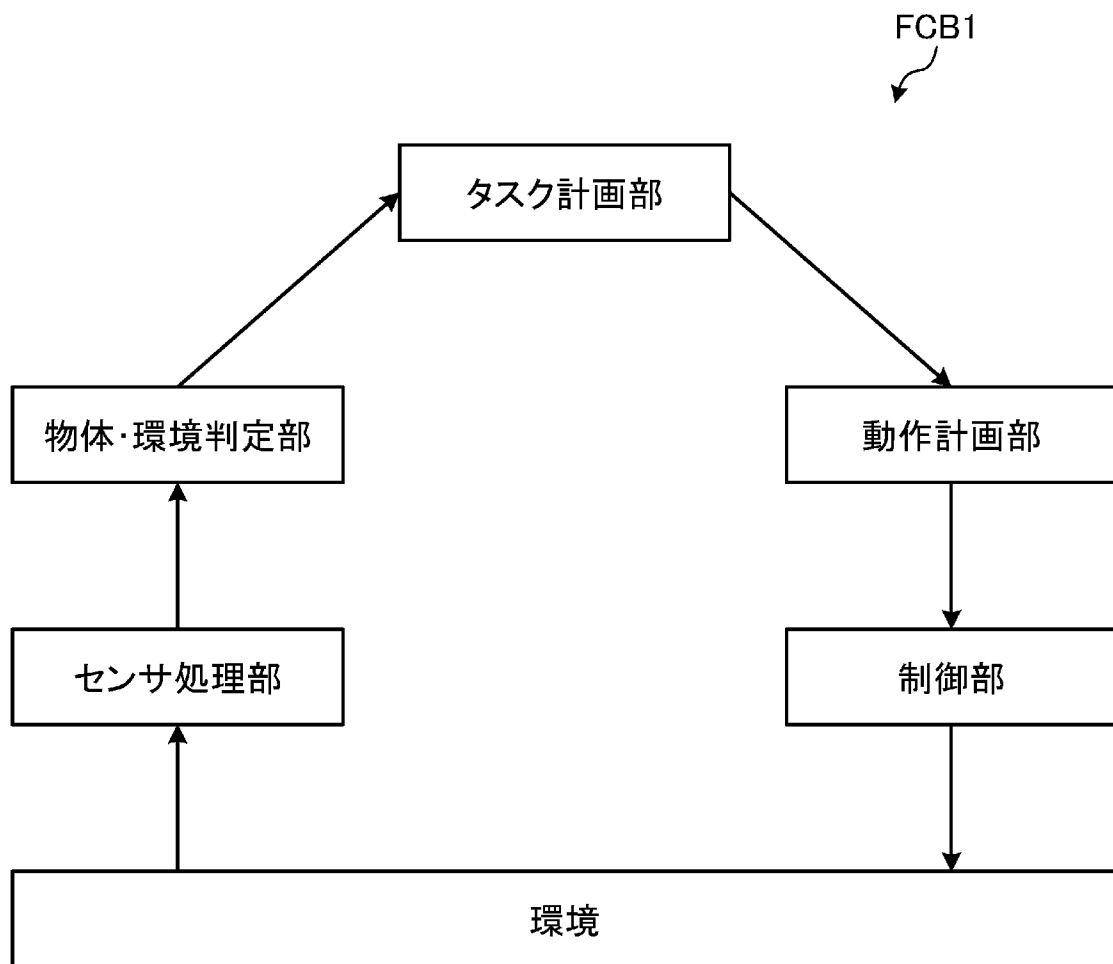 FCB1
タスク計画部
物体・環境判定部
動作計画部
センサ処理部
制御部
環境